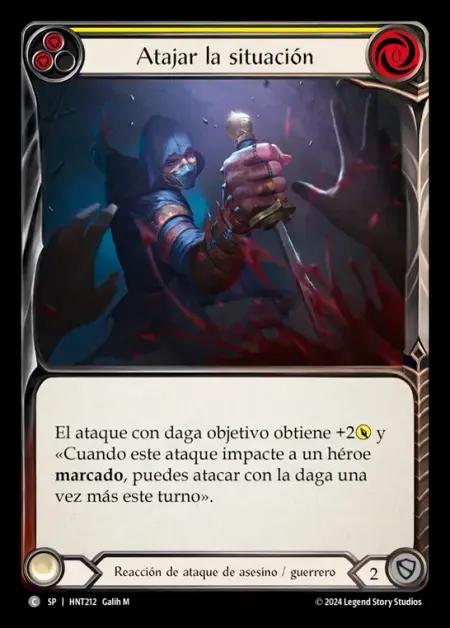 Atajar la situación
0
El ataque con daga objetivo obtiene +2 y
«Cuando este ataque impacte a un héroe
marcado, puedes atacar con la daga una
vez más este turno».
Reacción de ataque de asesino / guerrero
2
C SP | HNT212 Galih M
© 2024 Legend Story Studios